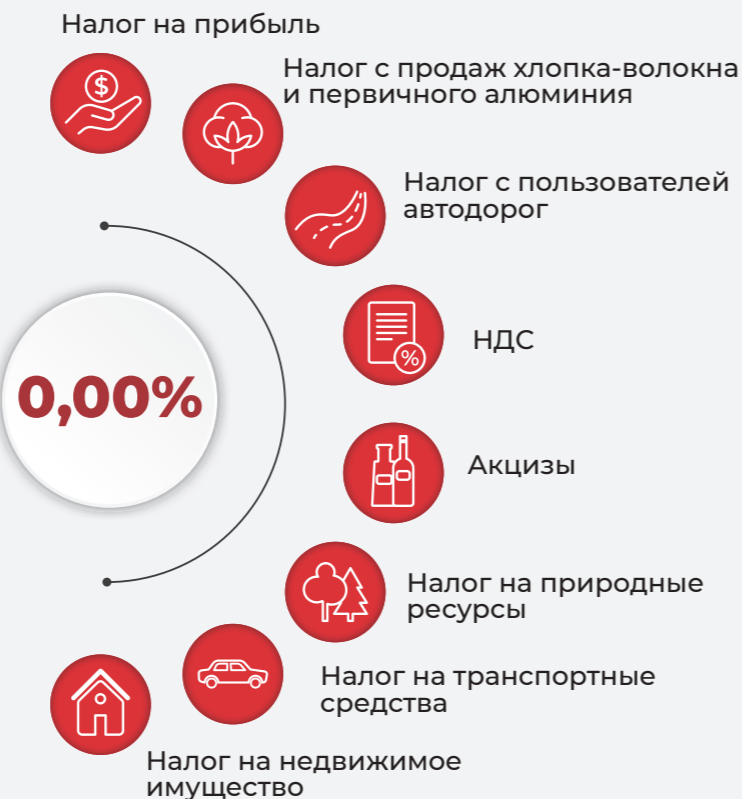 Налог на прибыль
Налог с продаж хлопка-волокна
и первичного алюминия
Налог с пользователей
автодорог
НДС
%
0,00%
Акцизы
Налог на природные
ресурсы
Налог на транспортные
средства
Налог на недвижимое
имущество
$